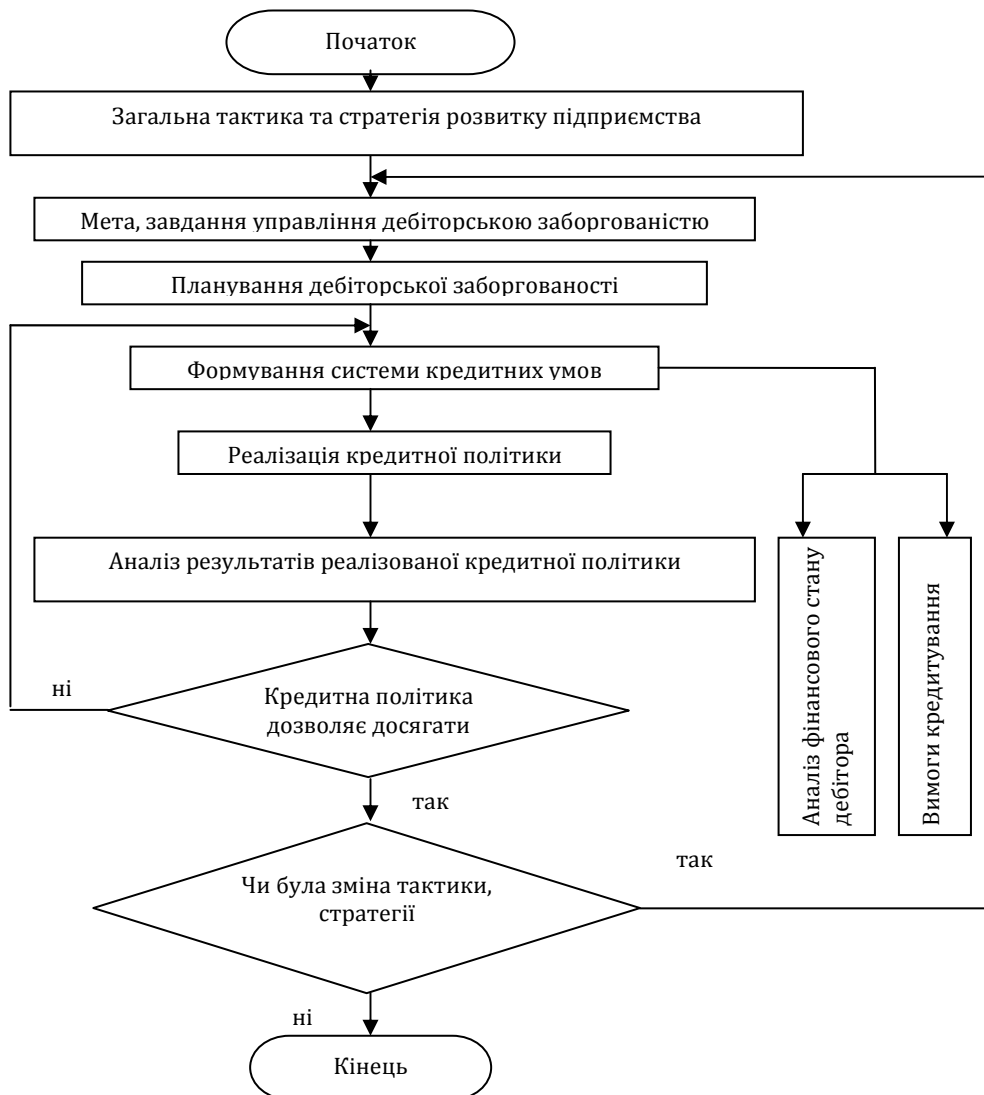 Початок
Загальна тактика та стратегія розвитку підприємства
Мета, завдання управління дебіторською заборгованістю
Планування дебіторської заборгованості
Формування системи кредитних умов
Реалізація кредитної політики
Аналіз результатів реалізованої кредитної політики
Аналіз фінансового стану
дебітора
Вимоги кредитування
ні
Кредитна політика
дозволяє досягати
так
Чи була зміна тактики,
стратегії
так
ні
Кінець